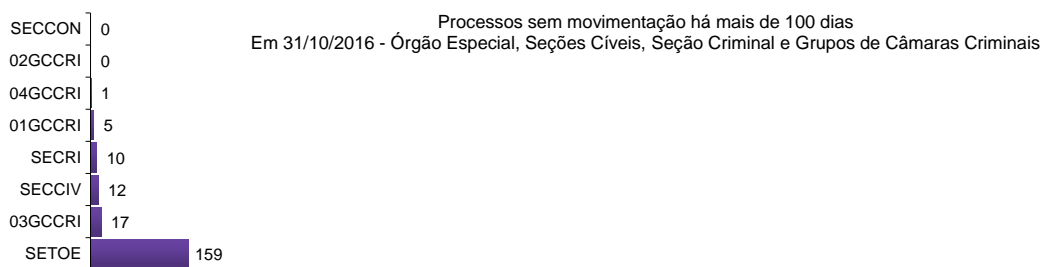 Processos sem movimentação há mais de 100 dias
Em 31/10/2016 - Órgão Especial, Seções Cíveis, Seção Criminal e Grupos de Câmaras Criminais
SECCON 0
02GCCRI 0
04GCCRI 1
01GCCRI 5
SECRI 10
SECCIV 12
03GCCRI 17
SETOE 159